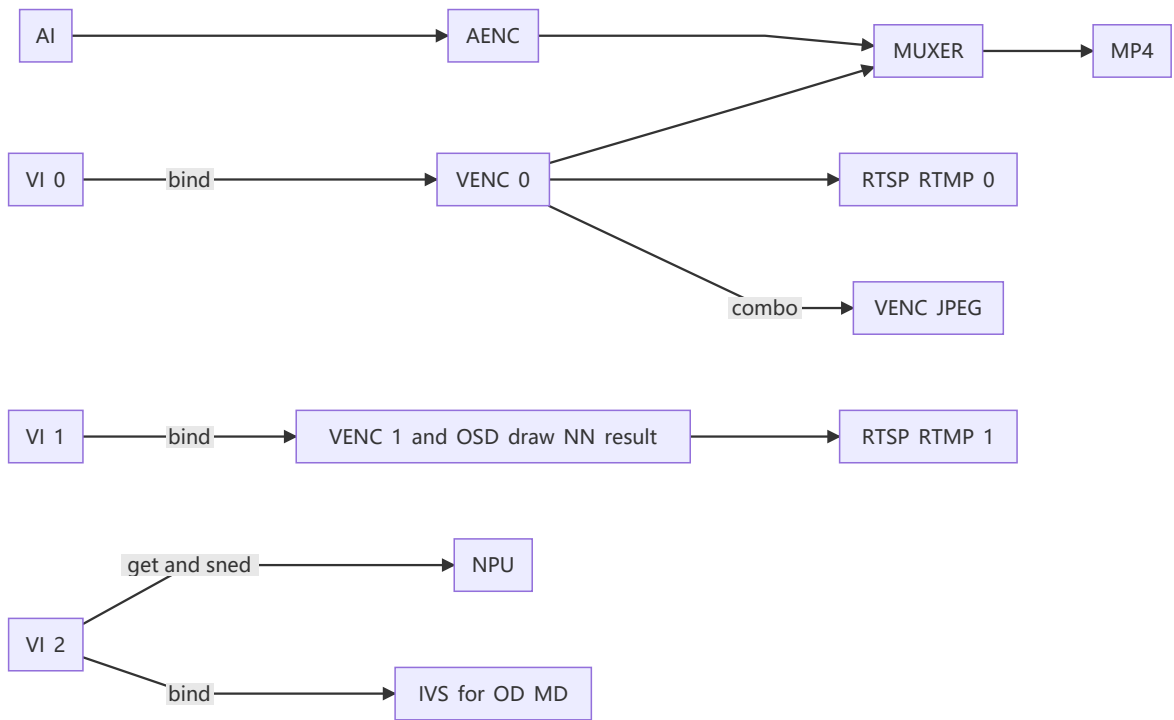 AI
AENC
MUXER
MP4
VI 0
bind
VENC 0
RTSP RTMP 0
combo
VENC JPEG
VI 1
bind
VENC 1 and OSD draw NN result
RTSP RTMP 1
get and sned
NPU
VI 2
bind
IVS for OD MD